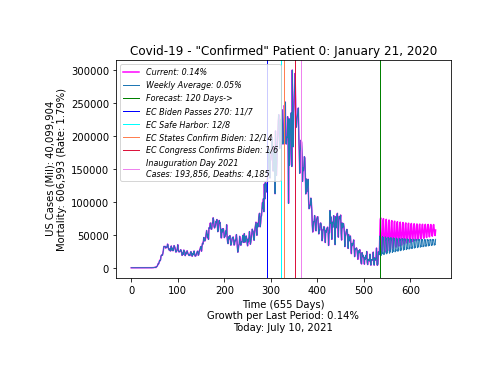 Covid-19 - "Confirmed" Patient 0: January 21, 2020
300000
250000
200000
150000
100000
50000
0
US Cases (Mil): 40,099,904
Mortality: 606,993 (Rate: 1.79%)
Current: 0.14%
Weekly Average: 0.05%
Forecast: 120 Days->
EC Biden Passes 270: 11/7
EC Safe Harbor: 12/8
EC States Confirm Biden: 12/14
EC Congress Confirms Biden: 1/6
Inauguration Day 2021
Cases: 193,856, Deaths: 4,185
0 100 200 300 400 500 600
Time (655 Days)
Growth per Last Period: 0.14%
Today: July 10, 2021